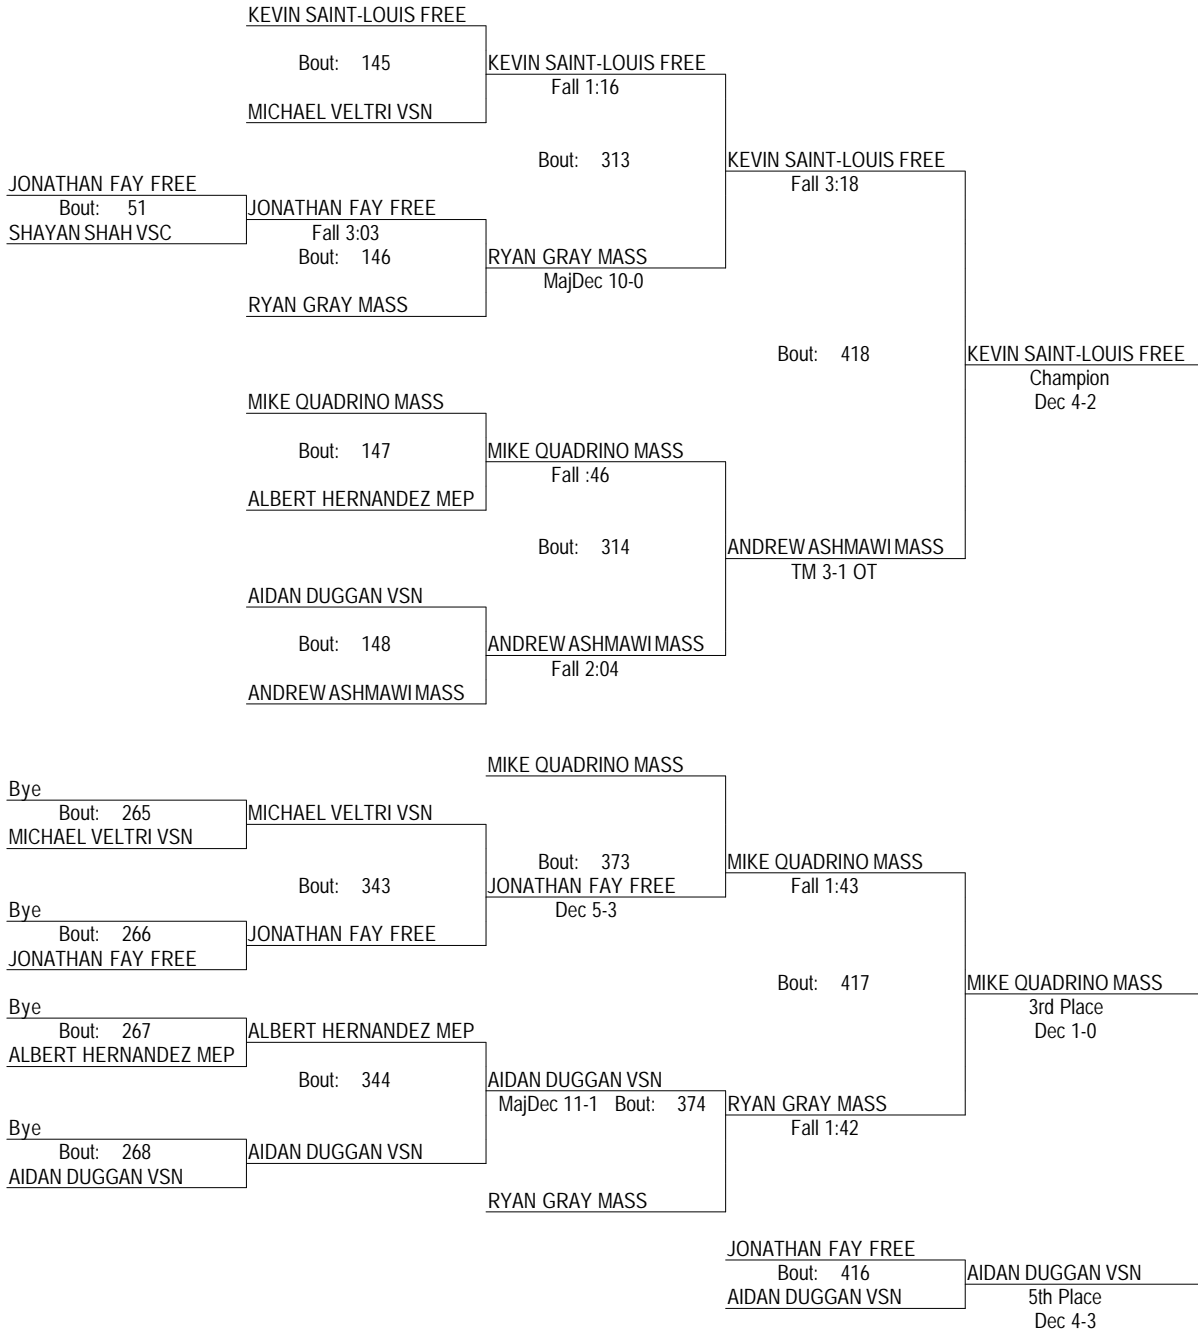 KEVIN SAINT-LOUIS FREE
Bout: 145
KEVIN SAINT-LOUIS FREE
Fall 1:16
MICHAEL VELTRI VSN
Bout: 313
KEVIN SAINT-LOUIS FREE
Fall 3:18
JONATHAN FAY FREE
Bout: 51
SHAYAN SHAH VSC
JONATHAN FAY FREE
Fall 3:03
Bout: 146
RYAN GRAY MASS
MajDec 10-0
RYAN GRAY MASS
Bout: 418
KEVIN SAINT-LOUIS FREE
Champion
Dec 4-2
MIKE QUADRINO MASS
Bout: 147
MIKE QUADRINO MASS
Fall :46
ALBERT HERNANDEZ MEP
Bout: 314
ANDREW ASHMAWI MASS
TM 3-1 OT
AIDAN DUGGAN VSN
Bout: 148
ANDREW ASHMAWI MASS
Fall 2:04
ANDREW ASHMAWI MASS
MIKE QUADRINO MASS
Bye
Bout: 265
MICHAEL VELTRI VSN
MICHAEL VELTRI VSN
Bout: 373
MIKE QUADRINO MASS
Fall 1:43
Bout: 343
JONATHAN FAY FREE
Dec 5-3
Bye
Bout: 266
JONATHAN FAY FREE
JONATHAN FAY FREE
Bout: 417
MIKE QUADRINO MASS
3rd Place
Dec 1-0
Bye
Bout: 267
ALBERT HERNANDEZ MEP
ALBERT HERNANDEZ MEP
Bout: 344
AIDAN DUGGAN VSN
MajDec 11-1 Bout: 374
RYAN GRAY MASS
Fall 1:42
Bye
Bout: 268
AIDAN DUGGAN VSN
AIDAN DUGGAN VSN
RYAN GRAY MASS
JONATHAN FAY FREE
Bout: 416
AIDAN DUGGAN VSN
AIDAN DUGGAN VSN
5th Place
Dec 4-3